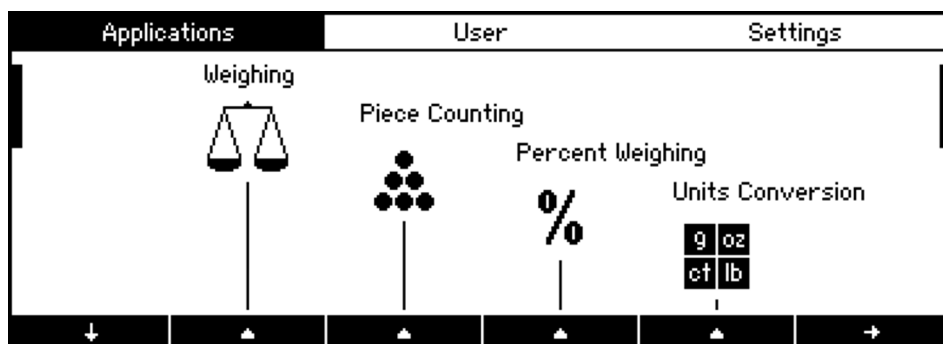 Applications User Settings
Weighing
Piece Counting
Percent Weighing
%
Units Conversion
g oz
ct lb